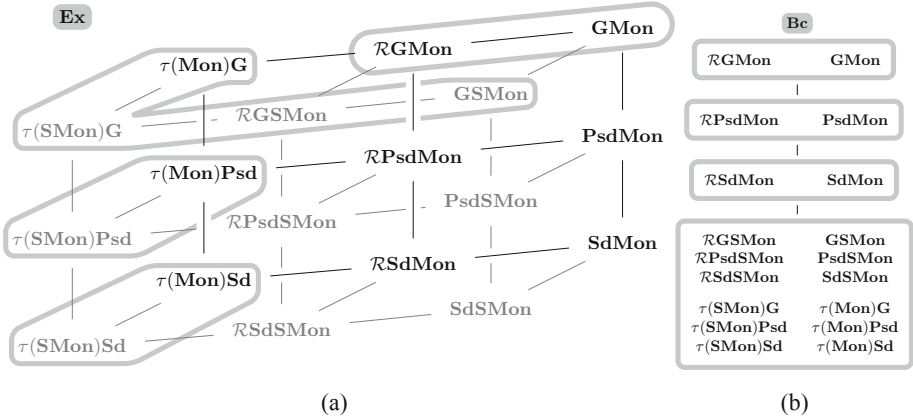 Ex
Bc
GMon
ℛGMon
τ(Mon)G
GSMon
ℛGSMon
τ(SMon)G
PsdMon
ℛPsdMon
τ(Mon)Psd
PsdSMon
ℛPsdSMon
τ(SMon)Psd
SdMon
ℛSdMon
τ(Mon)Sd
SdSMon
ℛSdSMon
τ(SMon)Sd
ℛGMon GMon
ℛPsdMon PsdMon
ℛSdMon SdMon
ℛGSMon GSMon
ℛPsdSMon PsdSMon
ℛSdSMon SdSMon
τ(SMon)G τ(Mon)G
τ(SMon)Psd τ(Mon)Psd
τ(SMon)Sd τ(Mon)Sd
(a) (b)